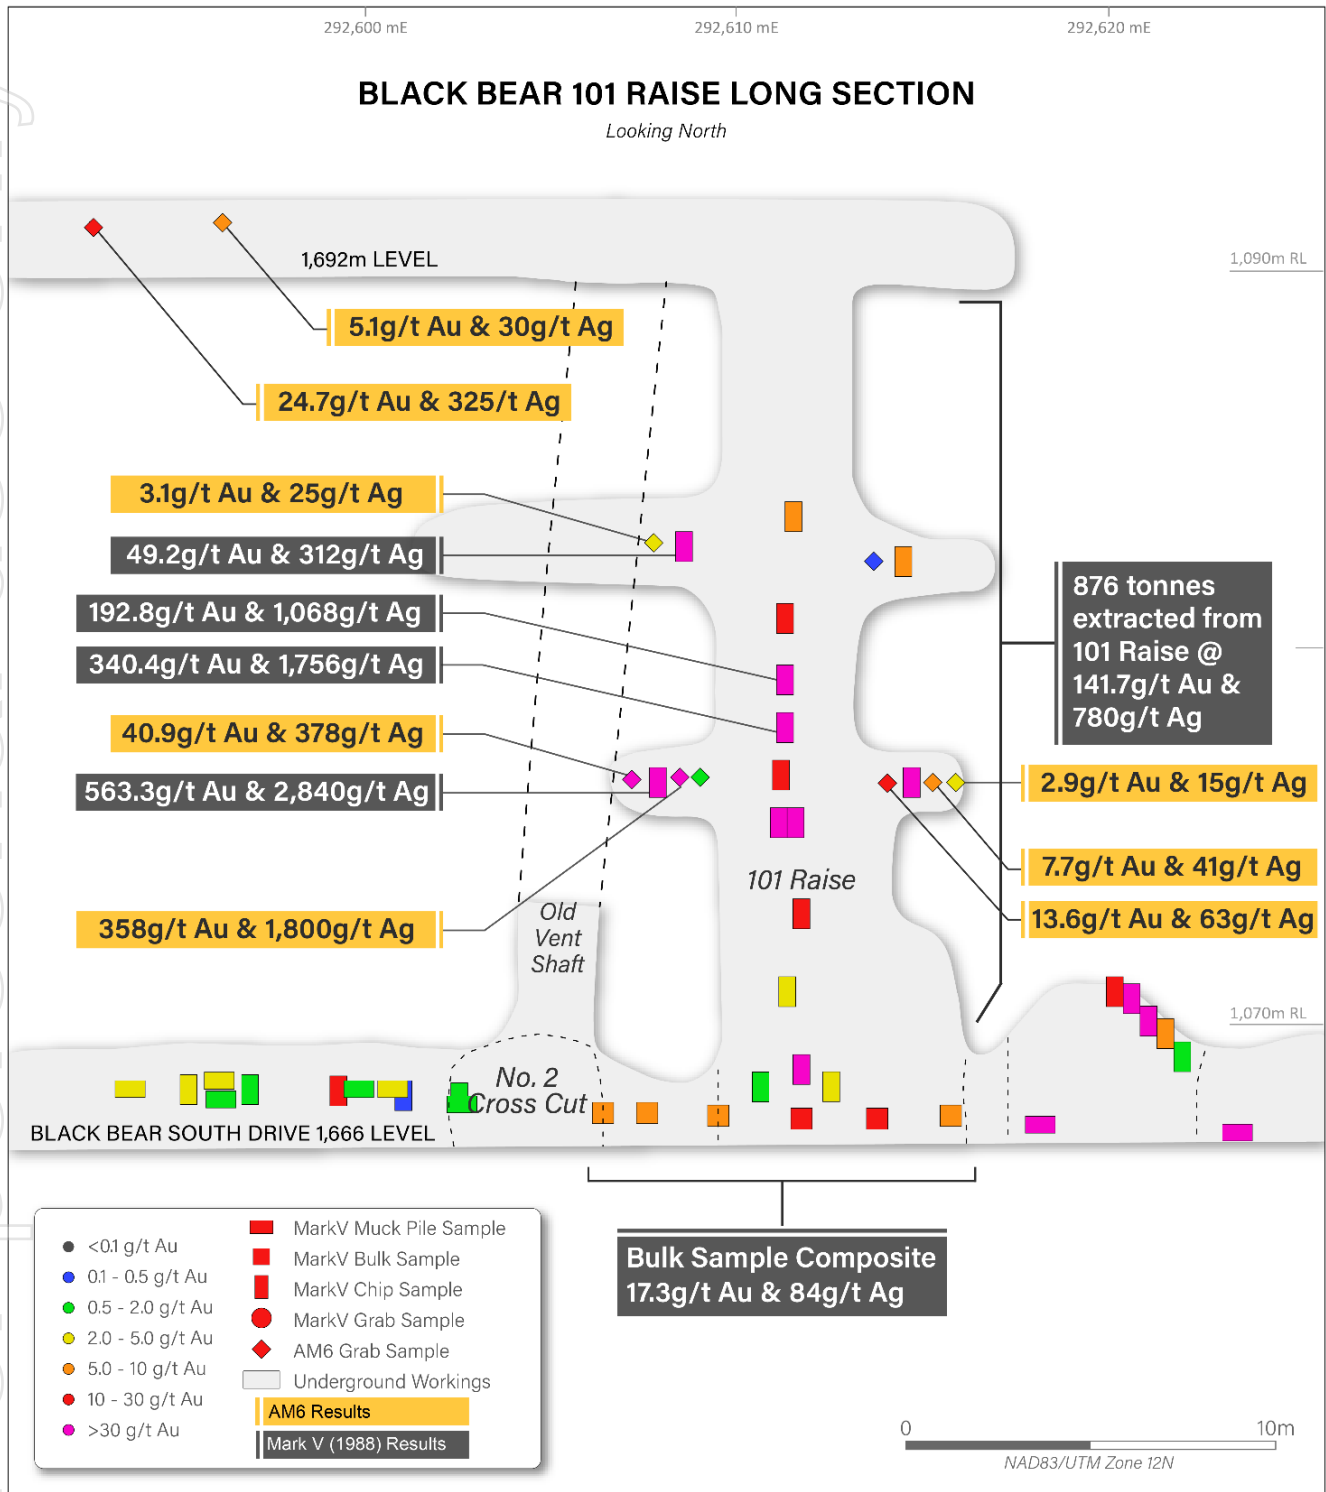 292,600 mE
292,610 mE
292,620 mE
BLACK BEAR 101 RAISE LONG SECTION
Looking North
1,692m LEVEL
1,090m RL
5.1g/t Au & 30g/t Ag
24.7g/t Au & 325/t Ag
3.1g/t Au & 25g/t Ag
49.2g/t Au & 312g/t Ag
192.8g/t Au & 1,068g/t Ag
340.4g/t Au & 1,756g/t Ag
40.9g/t Au & 378g/t Ag
563.3g/t Au & 2,840g/t Ag
358g/t Au & 1,800g/t Ag
876 tonnes
extracted from
101 Raise @
141.7g/t Au &
780g/t Ag
2.9g/t Au & 15g/t Ag
7.7g/t Au & 41g/t Ag
13.6g/t Au & 63g/t Ag
101 Raise
Old
Vent
Shaft
1,070m RL
No. 2
Cross Cut
BLACK BEAR SOUTH DRIVE 1,666 LEVEL
Bulk Sample Composite
17.3g/t Au & 84g/t Ag
<0.1 g/t Au
0.1 - 0.5 g/t Au
0.5 - 2.0 g/t Au
2.0 - 5.0 g/t Au
5.0 - 10 g/t Au
10 - 30 g/t Au
>30 g/t Au
MarkV Muck Pile Sample
MarkV Bulk Sample
MarkV Chip Sample
MarkV Grab Sample
AM6 Grab Sample
Underground Workings
AM6 Results
Mark V (1988) Results
0 10m
NAD83/UTM Zone 12N